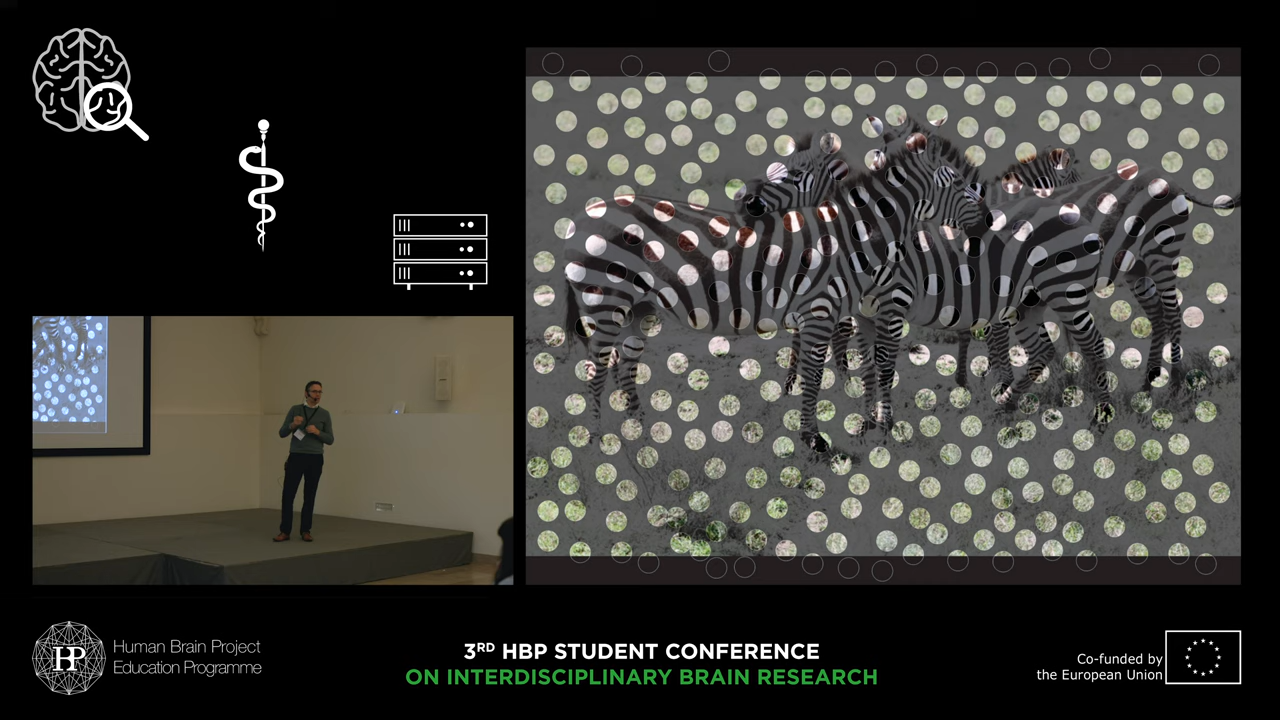 HP
Human Brain Project
Education Programme
3RD HBP STUDENT CONFERENCE
ON INTERDISCIPLINARY BRAIN RESEARCH
Co-funded by
the European Union